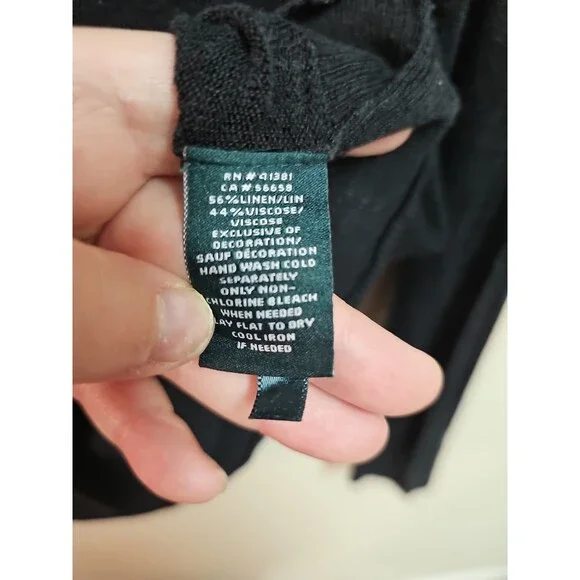 RN # 41381
CA # 56658
56% LINEN/LIN
44% VISCOSE/
VISCOSE
EXCLUSIVE OF
DECORATION/
SAUF DÉCORATION
HAND WASH COLD
SEPARATELY
ONLY NON-
CHLORINE BLEACH
WHEN NEEDED
LAY FLAT TO DRY
COOL IRON
IF NEEDED